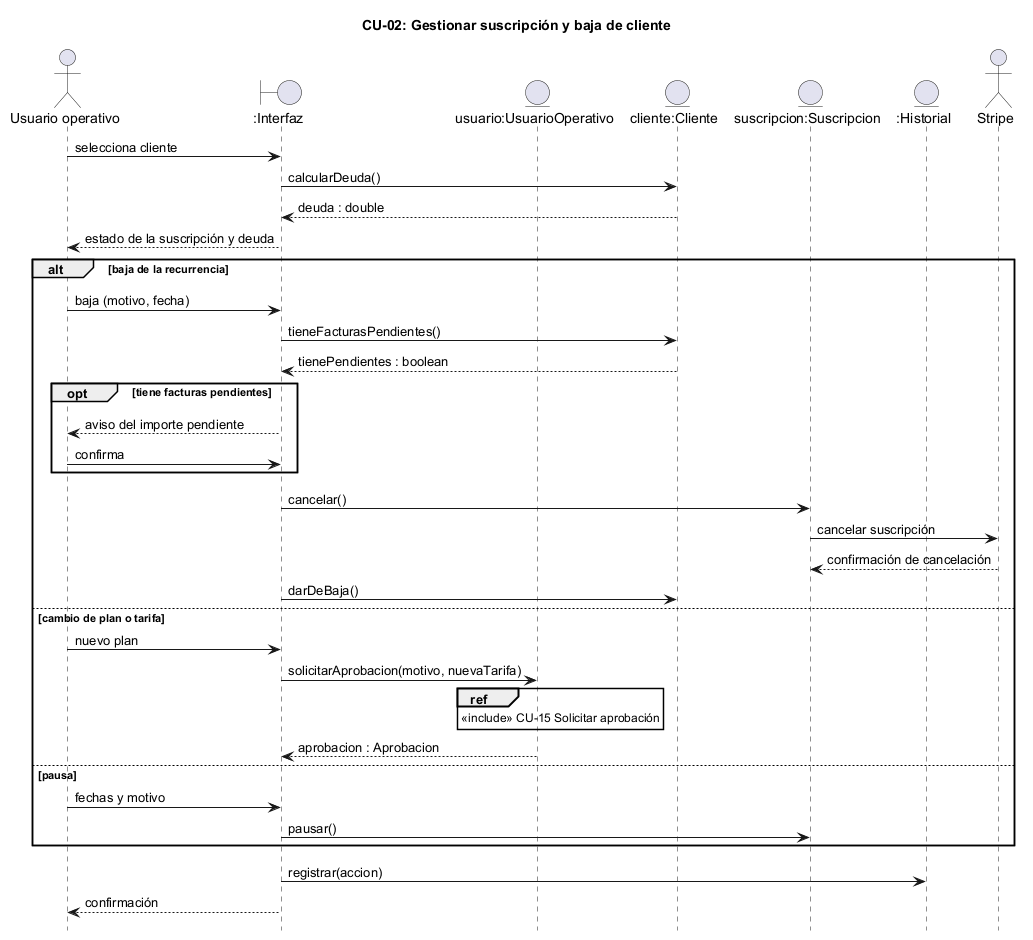 CU-02: Gestionar suscripción y baja de cliente
Usuario operativo
:Interfaz
usuario:UsuarioOperativo
cliente:Cliente
suscripcion:Suscripcion
:Historial
Stripe
selecciona cliente
calcularDeuda()
deuda : double
estado de la suscripción y deuda
alt [baja de la recurrencia]
baja (motivo, fecha)
tieneFacturasPendientes()
tienePendientes : boolean
opt [tiene facturas pendientes]
aviso del importe pendiente
confirma
cancelar()
cancelar suscripción
confirmación de cancelación
darDeBaja()
[cambio de plan o tarifa]
nuevo plan
solicitarAprobacion(motivo, nuevaTarifa)
ref
«include» CU-15 Solicitar aprobación
aprobacion : Aprobacion
[pausa]
fechas y motivo
pausar()
registrar(accion)
confirmación